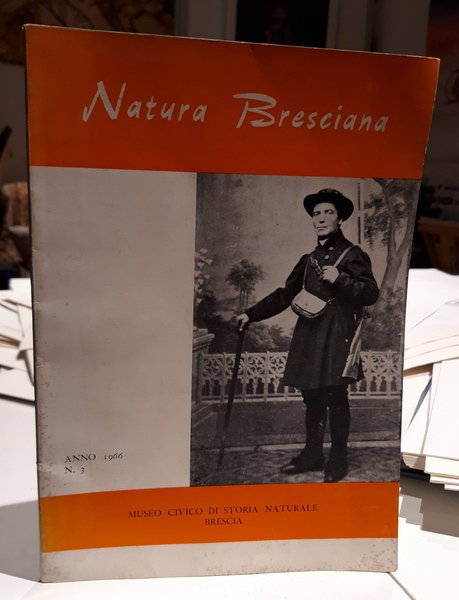 Natura Bresciana
ANNO 1966
N. 3
MUSEO CIVICO DI STORIA NATURALE
BRESCIA